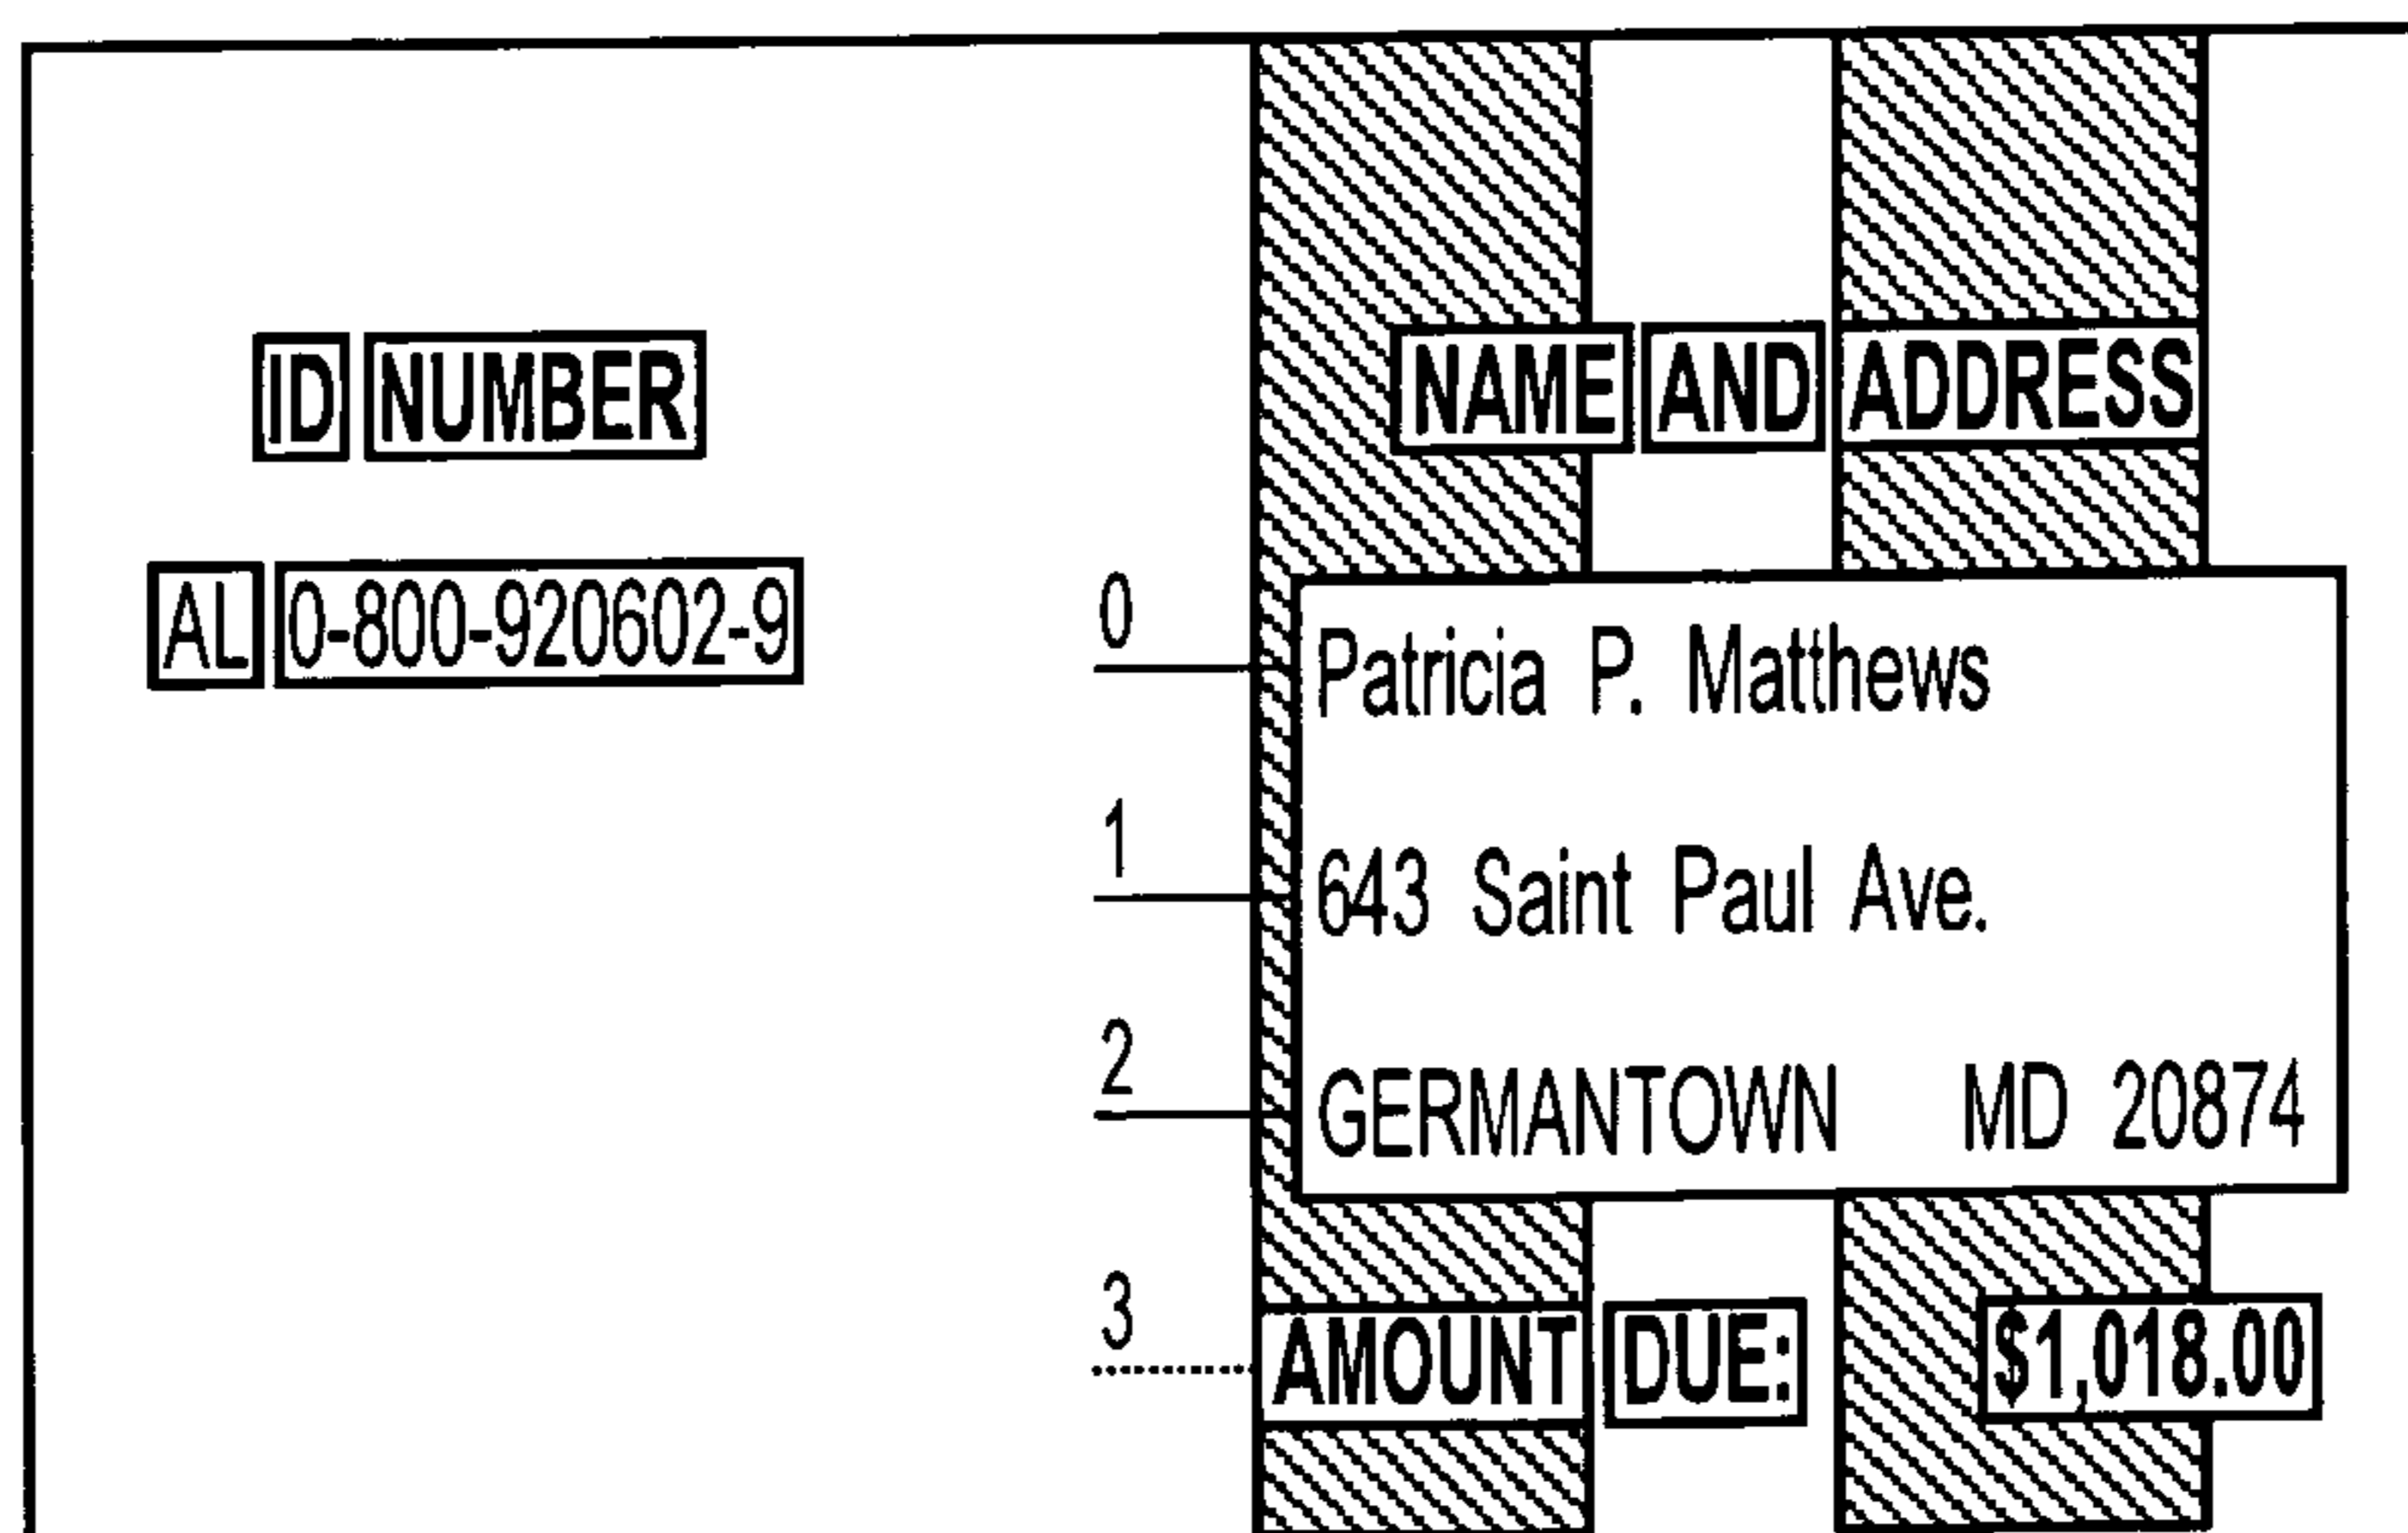 ID NUMBER NAME AND ADDRESS
AL 0-800-920602-9 0 Patricia P. Matthews
1 643 Saint Paul Ave.
2 GERMANTOWN MD 20874
3 AMOUNT DUE: $1,018.00